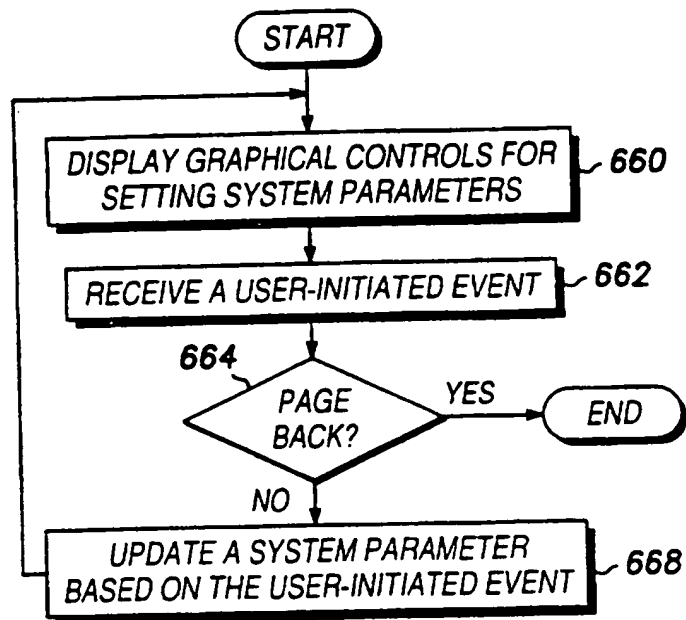 START
DISPLAY GRAPHICAL CONTROLS FOR
SETTING SYSTEM PARAMETERS
660
RECEIVE A USER-INITIATED EVENT
662
664
PAGE
BACK?
YES
END
NO
UPDATE A SYSTEM PARAMETER
BASED ON THE USER-INITIATED EVENT
668